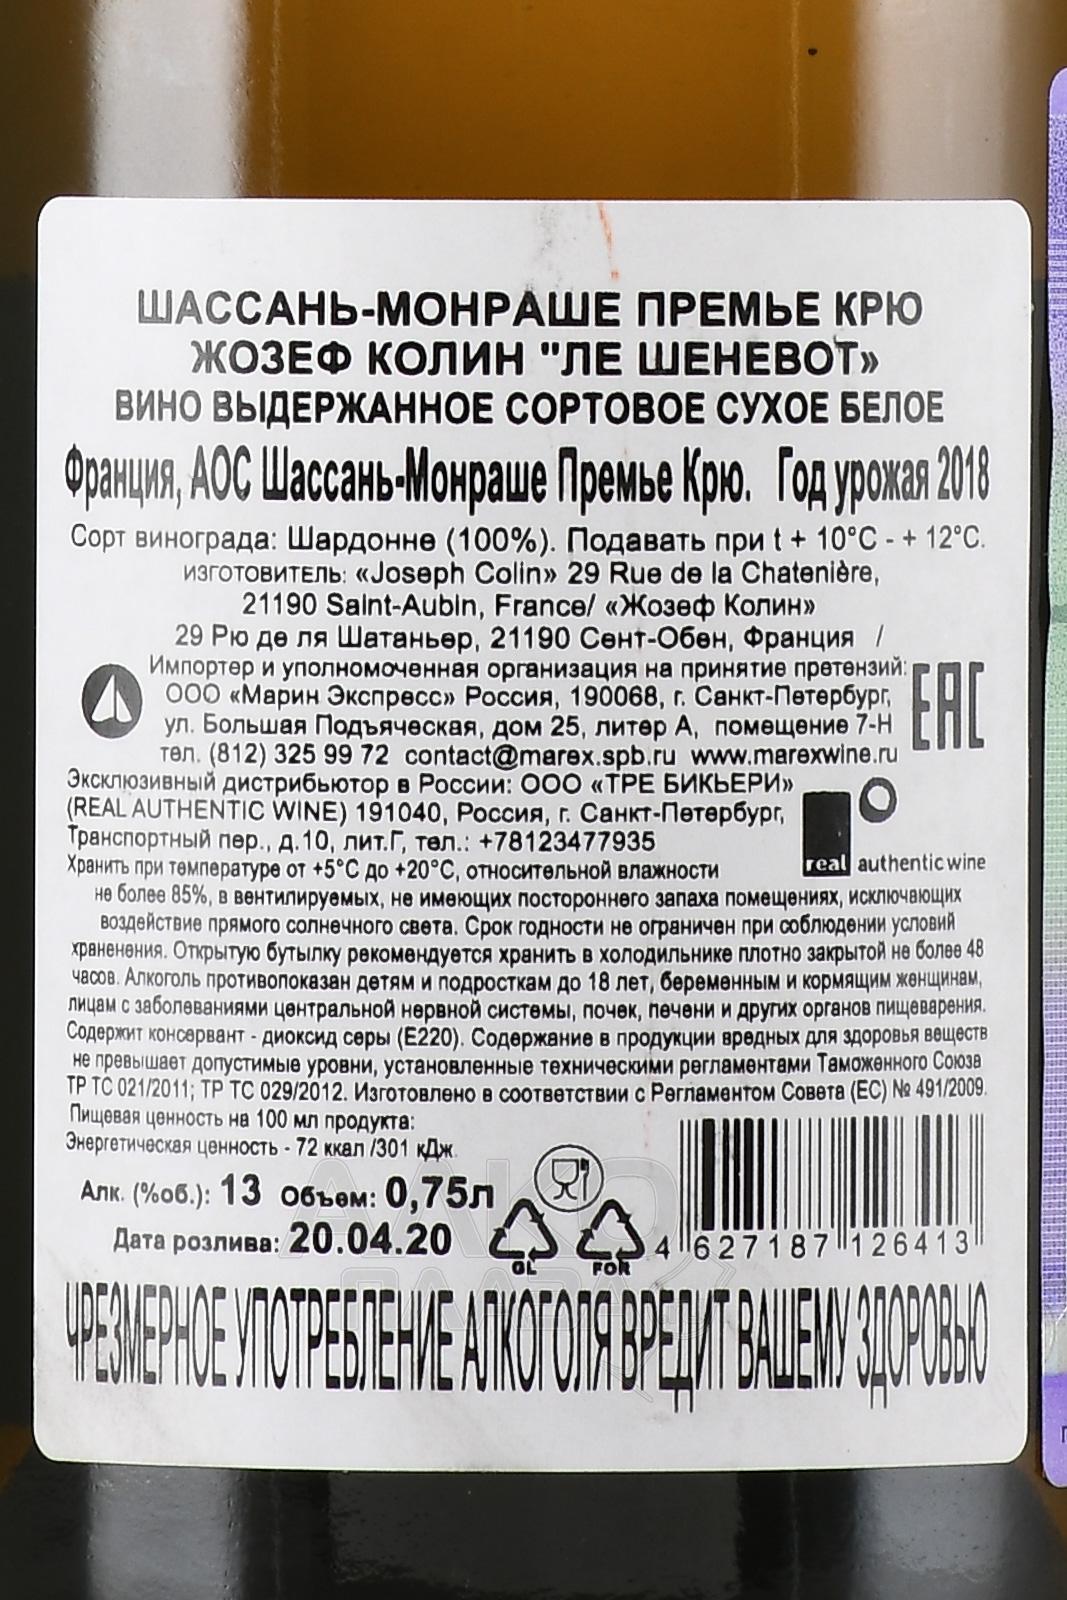 ШАССАНЬ-МОНРАШЕ ПРЕМЬЕ КРЮ
ЖОЗЕФ КОЛИН "ЛЕ ШЕНЕВОТ»
ВИНО ВЫДЕРЖАННОЕ СОРТОВОЕ СУХОЕ БЕЛОЕ
Франция, АОС Шассань-Монраше Премье Крю. Год урожая 2018
Сорт винограда: Шардонне (100%). Подавать при t + 10°C - + 12°C.
ИЗГОТОВИТЕЛЬ: «Joseph Colin» 29 Rue de la Chatenière,
21190 Saint-Aubin, France/ «Жозеф Колин»
29 Рю де ля Шатаньер, 21190 Сент-Обен, Франция /
Импортер и уполномоченная организация на принятие претензий:
ООО «Марин Экспресс» Россия, 190068, г. Санкт-Петербург,
ул. Большая Подъяческая, дом 25, литер А, помещение 7-Н
тел. (812) 325 99 72 contact@marex.spb.ru www.marexwine.ru
EAC
Эксклюзивный дистрибьютор в России: ООО «ТРЕ БИКЬЕРИ»
(REAL AUTHENTIC WINE) 191040, Россия, г. Санкт-Петербург,
Транспортный пер., д.10, лит.Г, тел.: +78123477935
real authentic wine
Хранить при температуре от +5°C до +20°C, относительной влажности
не более 85%, в вентилируемых, не имеющих постороннего запаха помещениях, исключающих
воздействие прямого солнечного света. Срок годности не ограничен при соблюдении условий
храненения. Открытую бутылку рекомендуется хранить в холодильнике плотно закрытой не более 48
часов. Алкоголь противопоказан детям и подросткам до 18 лет, беременным и кормящим женщинам,
лицам с заболеваниями центральной нервной системы, почек, печени и других органов пищеварения.
Содержит консервант - диоксид серы (Е220). Содержание в продукции вредных для здоровья веществ
не превышает допустимые уровни, установленные техническими регламентами Таможенного Союза
ТР ТС 021/2011; ТР ТС 029/2012. Изготовлено в соответствии с Регламентом Совета (ЕС) № 491/2009.
Пищевая ценность на 100 мл продукта:
Энергетическая ценность - 72 ккал /301 кДж
Алк. (%об.): 13 Объем: 0,75л
Дата розлива: 20.04.20
GL FOR
4 627187 126413
ЧРЕЗМЕРНОЕ УПОТРЕБЛЕНИЕ АЛКОГОЛЯ ВРЕДИТ ВАШЕМУ ЗДОРОВЬЮ